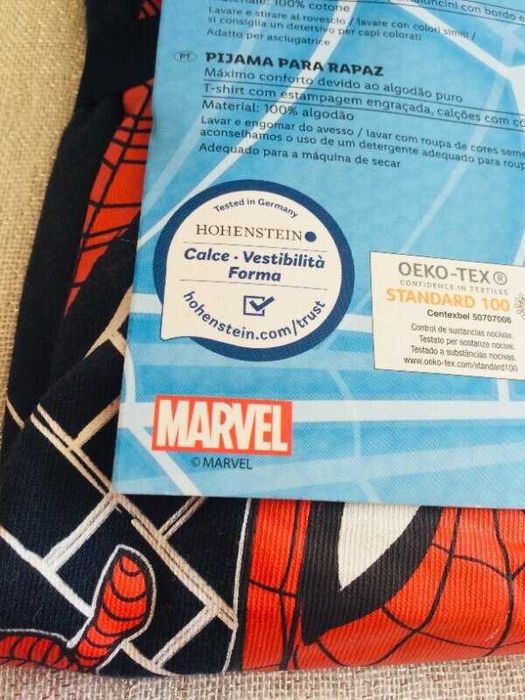 100% cotone
Lavare e stirare al rovescio / lavare con colori simili /
si consiglia un detersivo per capi colorati
Adatto per asciugatrice
PT PIJAMA PARA RAPAZ
Máximo conforto devido ao algodão puro
T-shirt com estampagem engraçada, calções com
Material: 100% algodão
Lavar e engomar do avesso / lavar com roupa de cores
aconselhamos o uso de um detergente adequado para
Adequado para a máquina de secar
Tested in Germany
HOHENSTEIN
Calce · Vestibilità
Forma
hohenstein.com/trust
OEKO-TEX®
CONFIDENCE IN TEXTILES
STANDARD 100
Centexbel 50707006
Control de sustancias nocivas.
Testato per sostanze nocive.
Testado a substâncias nocivas.
www.oeko-tex.com/standard100
MARVEL
© MARVEL